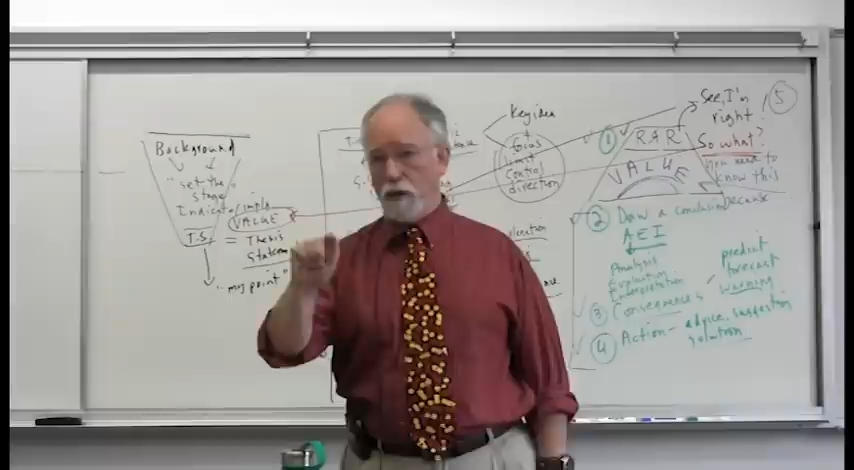 Background
"set the
stage"
Indicate/imply
VALUE
T.S. = Thesis
"my point"
Key idea
+
focus
limit
control
direction
1 RAR
VALUE
See, I'm
right!
5
So what?
you need to
know this
because
2 Draw a conclusion
AEI
Analysis
Evaluation
Interpretation
3 Consequences
predict
forecast
warning
4 Action - advice, suggestion
solution